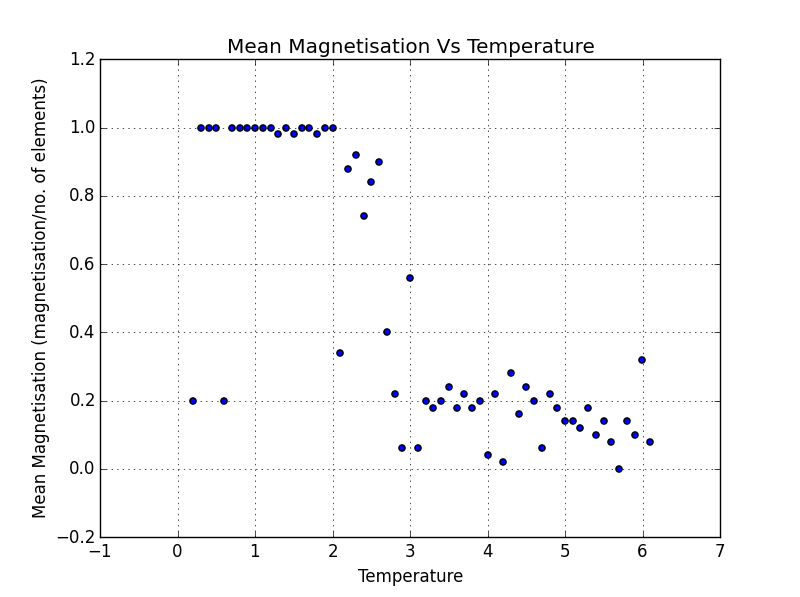 Mean Magnetisation Vs Temperature
1.2
1.0
0.8
0.6
0.4
0.2
0.0
−0.2
Mean Magnetisation (magnetisation/no. of elements)
−1 0 1 2 3 4 5 6 7
Temperature